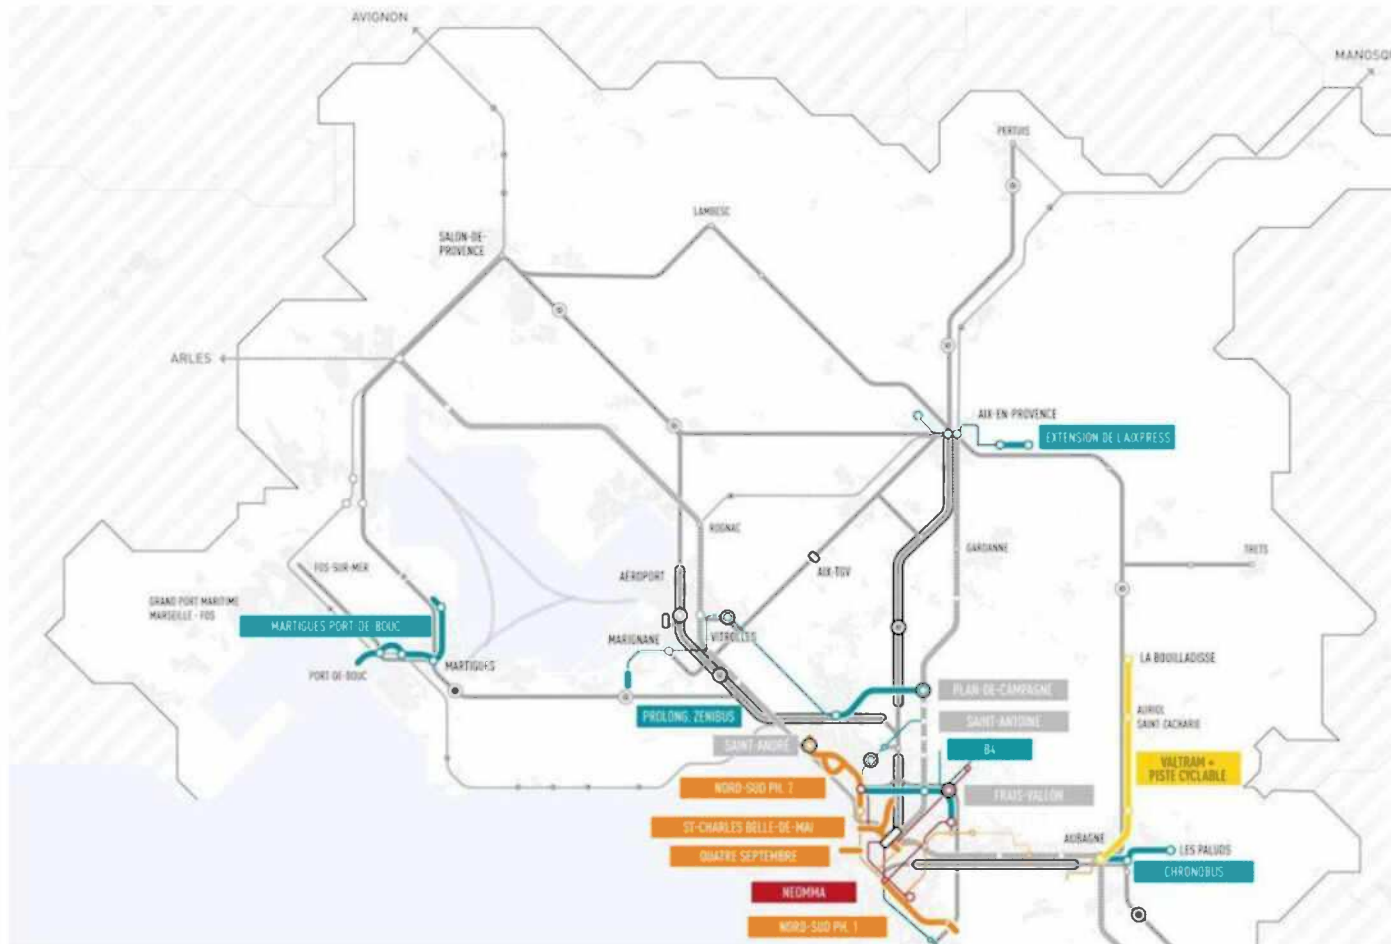 AVIGNON
MANOSQ
PERTUIS
LAMBESC
SALON-DE-
PROVENCE
ARLES
AIX-EN-PROVENCE
EXTENSION DE L'AIXPRESS
ROGNAC
GARDANNE
TRETS
FOS-SUR-MER
AÉROPORT
AIX-TGV
GRAND PORT MARITIME
MARSEILLE - FOS
MARTIGUES PORT DE BOUC
MARIGNANE
VITROLLES
LA BOUILLADISSE
PORT-DE-BOUC
MARTIGUES
PLAN-DE-CAMPAGNE
PROLONG. ZENIBUS
SAINT-ANTOINE
AURIOL
SAINT ZACHARIE
SAINT-ANDRÉ
B4
VALTRAM +
PISTE CYCLABLE
NORD-SUD PH. 2
FRAIS-VALLON
ST-CHARLES BELLE-DE-MAI
AUBAGNE
LES PALUDS
QUATRE SEPTEMBRE
CHRONOBUS
NEOMMA
NORD-SUD PH. 1